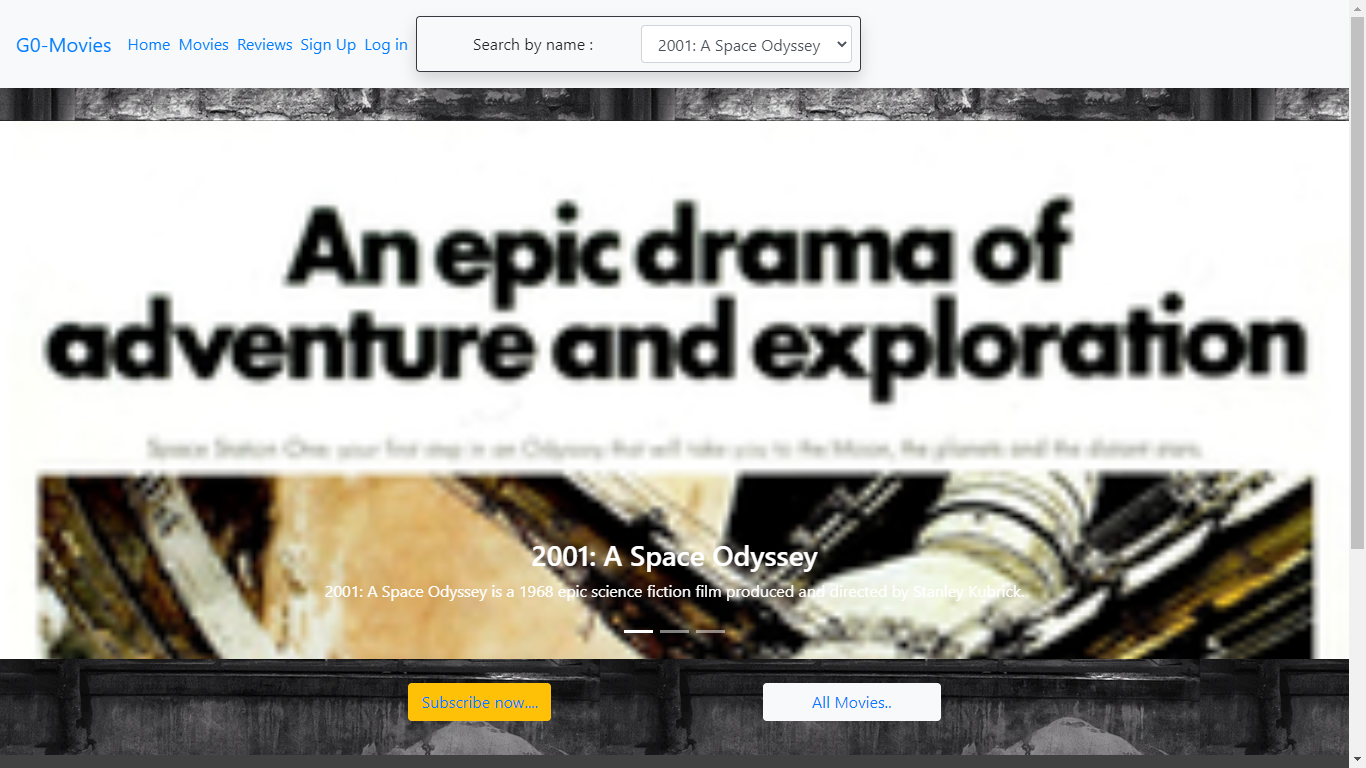 G0-Movies Home Movies Reviews Sign Up Log in Search by name : 2001: A Space Odyssey
An epic drama of
adventure and exploration
Space Station One: your first step in an Odyssey that will take you to the Moon, the planets and the distant stars.
2001: A Space Odyssey
2001: A Space Odyssey is a 1968 epic science fiction film produced and directed by Stanley Kubrick.
Subscribe now.... All Movies..